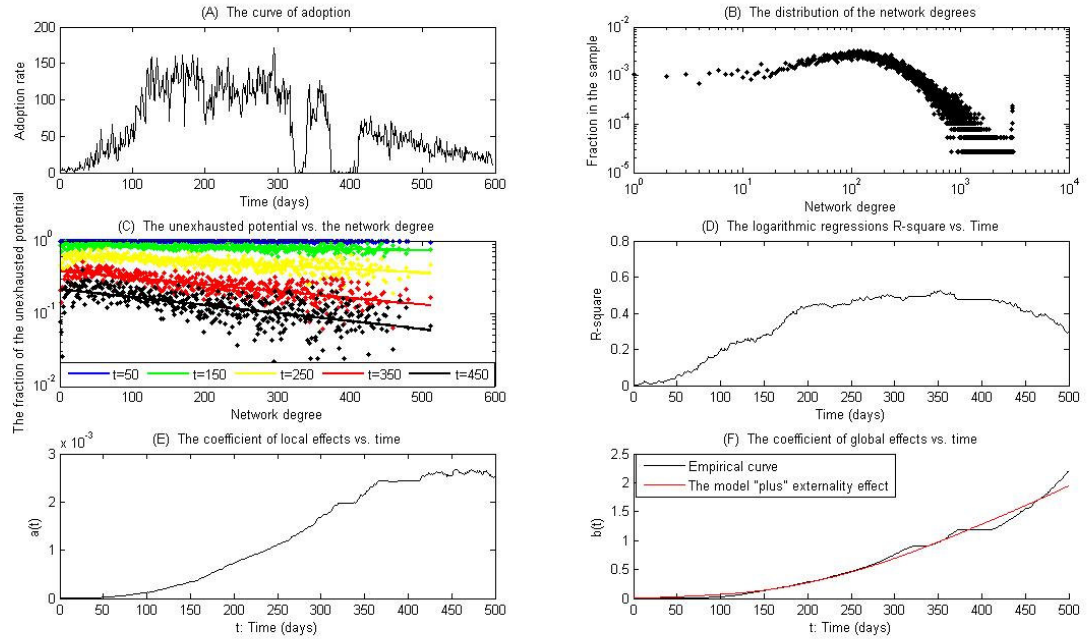 (A) The curve of adoption
200
150
100
50
0
Adoption rate
0 100 200 300 400 500 600
Time (days)
(B) The distribution of the network degrees
10^-2
10^-3
10^-4
10^-5
Fraction in the sample
10^0 10^1 10^2 10^3 10^4
Network degree
(C) The unexhausted potential vs. the network degree
10^0
10^-1
10^-2
The fraction of the unexhausted potential
t=50 t=150 t=250 t=350 t=450
0 100 200 300 400 500 600
Network degree
(D) The logarithmic regressions R-square vs. Time
0.8
0.6
0.4
0.2
0
R-square
0 50 100 150 200 250 300 350 400 450 500
Time (days)
(E) The coefficient of local effects vs. time
x 10^-3
3
2
1
0
a(t)
0 50 100 150 200 250 300 350 400 450 500
t: Time (days)
(F) The coefficient of global effects vs. time
2.5
2
1.5
1
0.5
0
b(t)
Empirical curve
The model "plus" externality effect
0 50 100 150 200 250 300 350 400 450 500
t: Time (days)